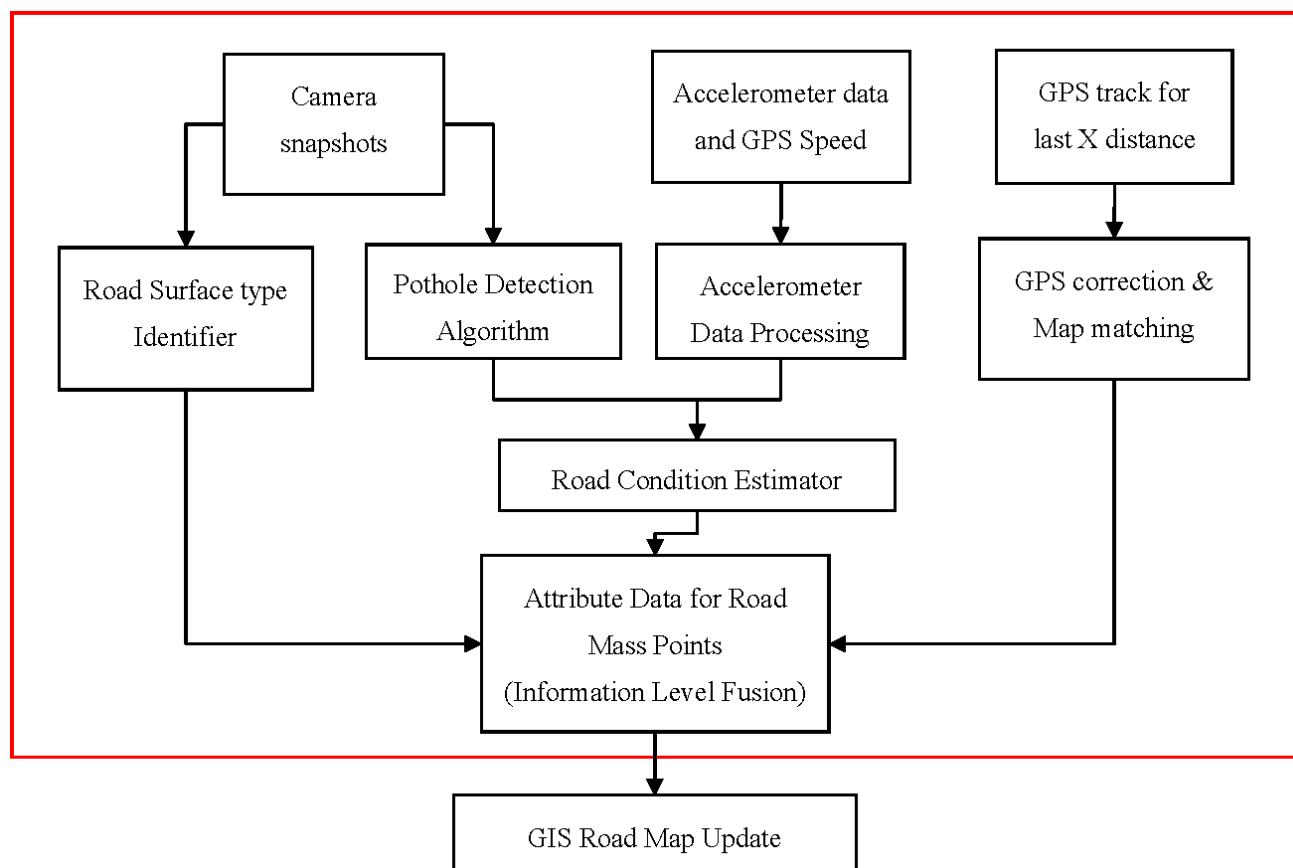 Camera
snapshots
Accelerometer data
and GPS Speed
GPS track for
last X distance
Road Surface type
Identifier
Pothole Detection
Algorithm
Accelerometer
Data Processing
GPS correction &
Map matching
Road Condition Estimator
Attribute Data for Road
Mass Points
(Information Level Fusion)
GIS Road Map Update